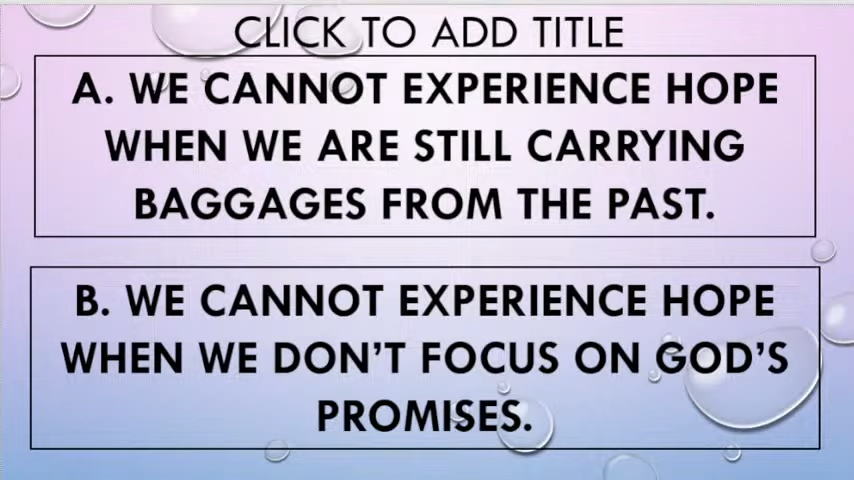 CLICK TO ADD TITLE
A. WE CANNOT EXPERIENCE HOPE
WHEN WE ARE STILL CARRYING
BAGGAGES FROM THE PAST.
B. WE CANNOT EXPERIENCE HOPE
WHEN WE DON’T FOCUS ON GOD’S
PROMISES.